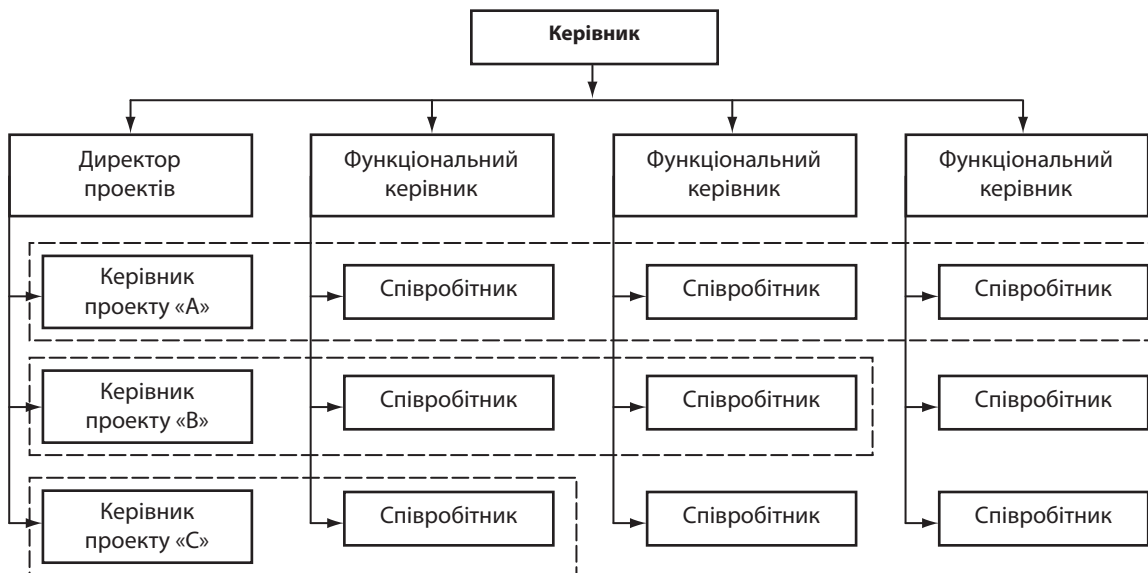 Керівник
Директор
проектів
Функціональний
керівник
Функціональний
керівник
Функціональний
керівник
Керівник
проекту «А»
Співробітник
Співробітник
Співробітник
Керівник
проекту «В»
Співробітник
Співробітник
Співробітник
Керівник
проекту «С»
Співробітник
Співробітник
Співробітник